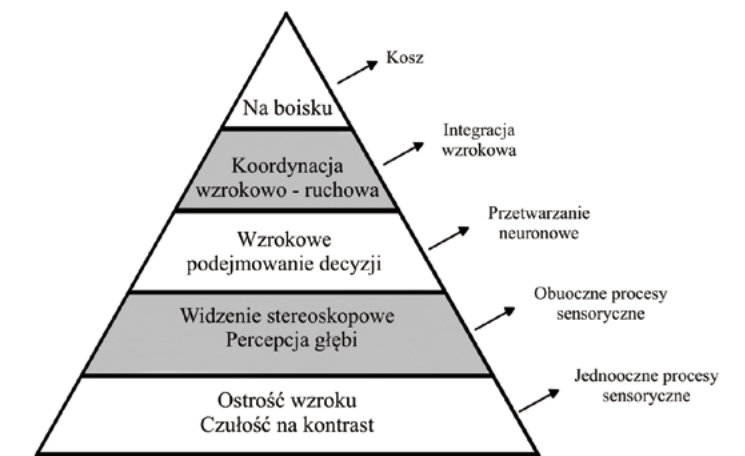 Kosz
Na boisku
Integracja
wzrokowa
Koordynacja
wzrokowo - ruchowa
Przetwarzanie
neuronowe
Wzrokowe
podejmowanie decyzji
Obuoczne procesy
sensoryczne
Widzenie stereoskopowe
Percepcja głębi
Jednooczne procesy
sensoryczne
Ostrość wzroku
Czułość na kontrast